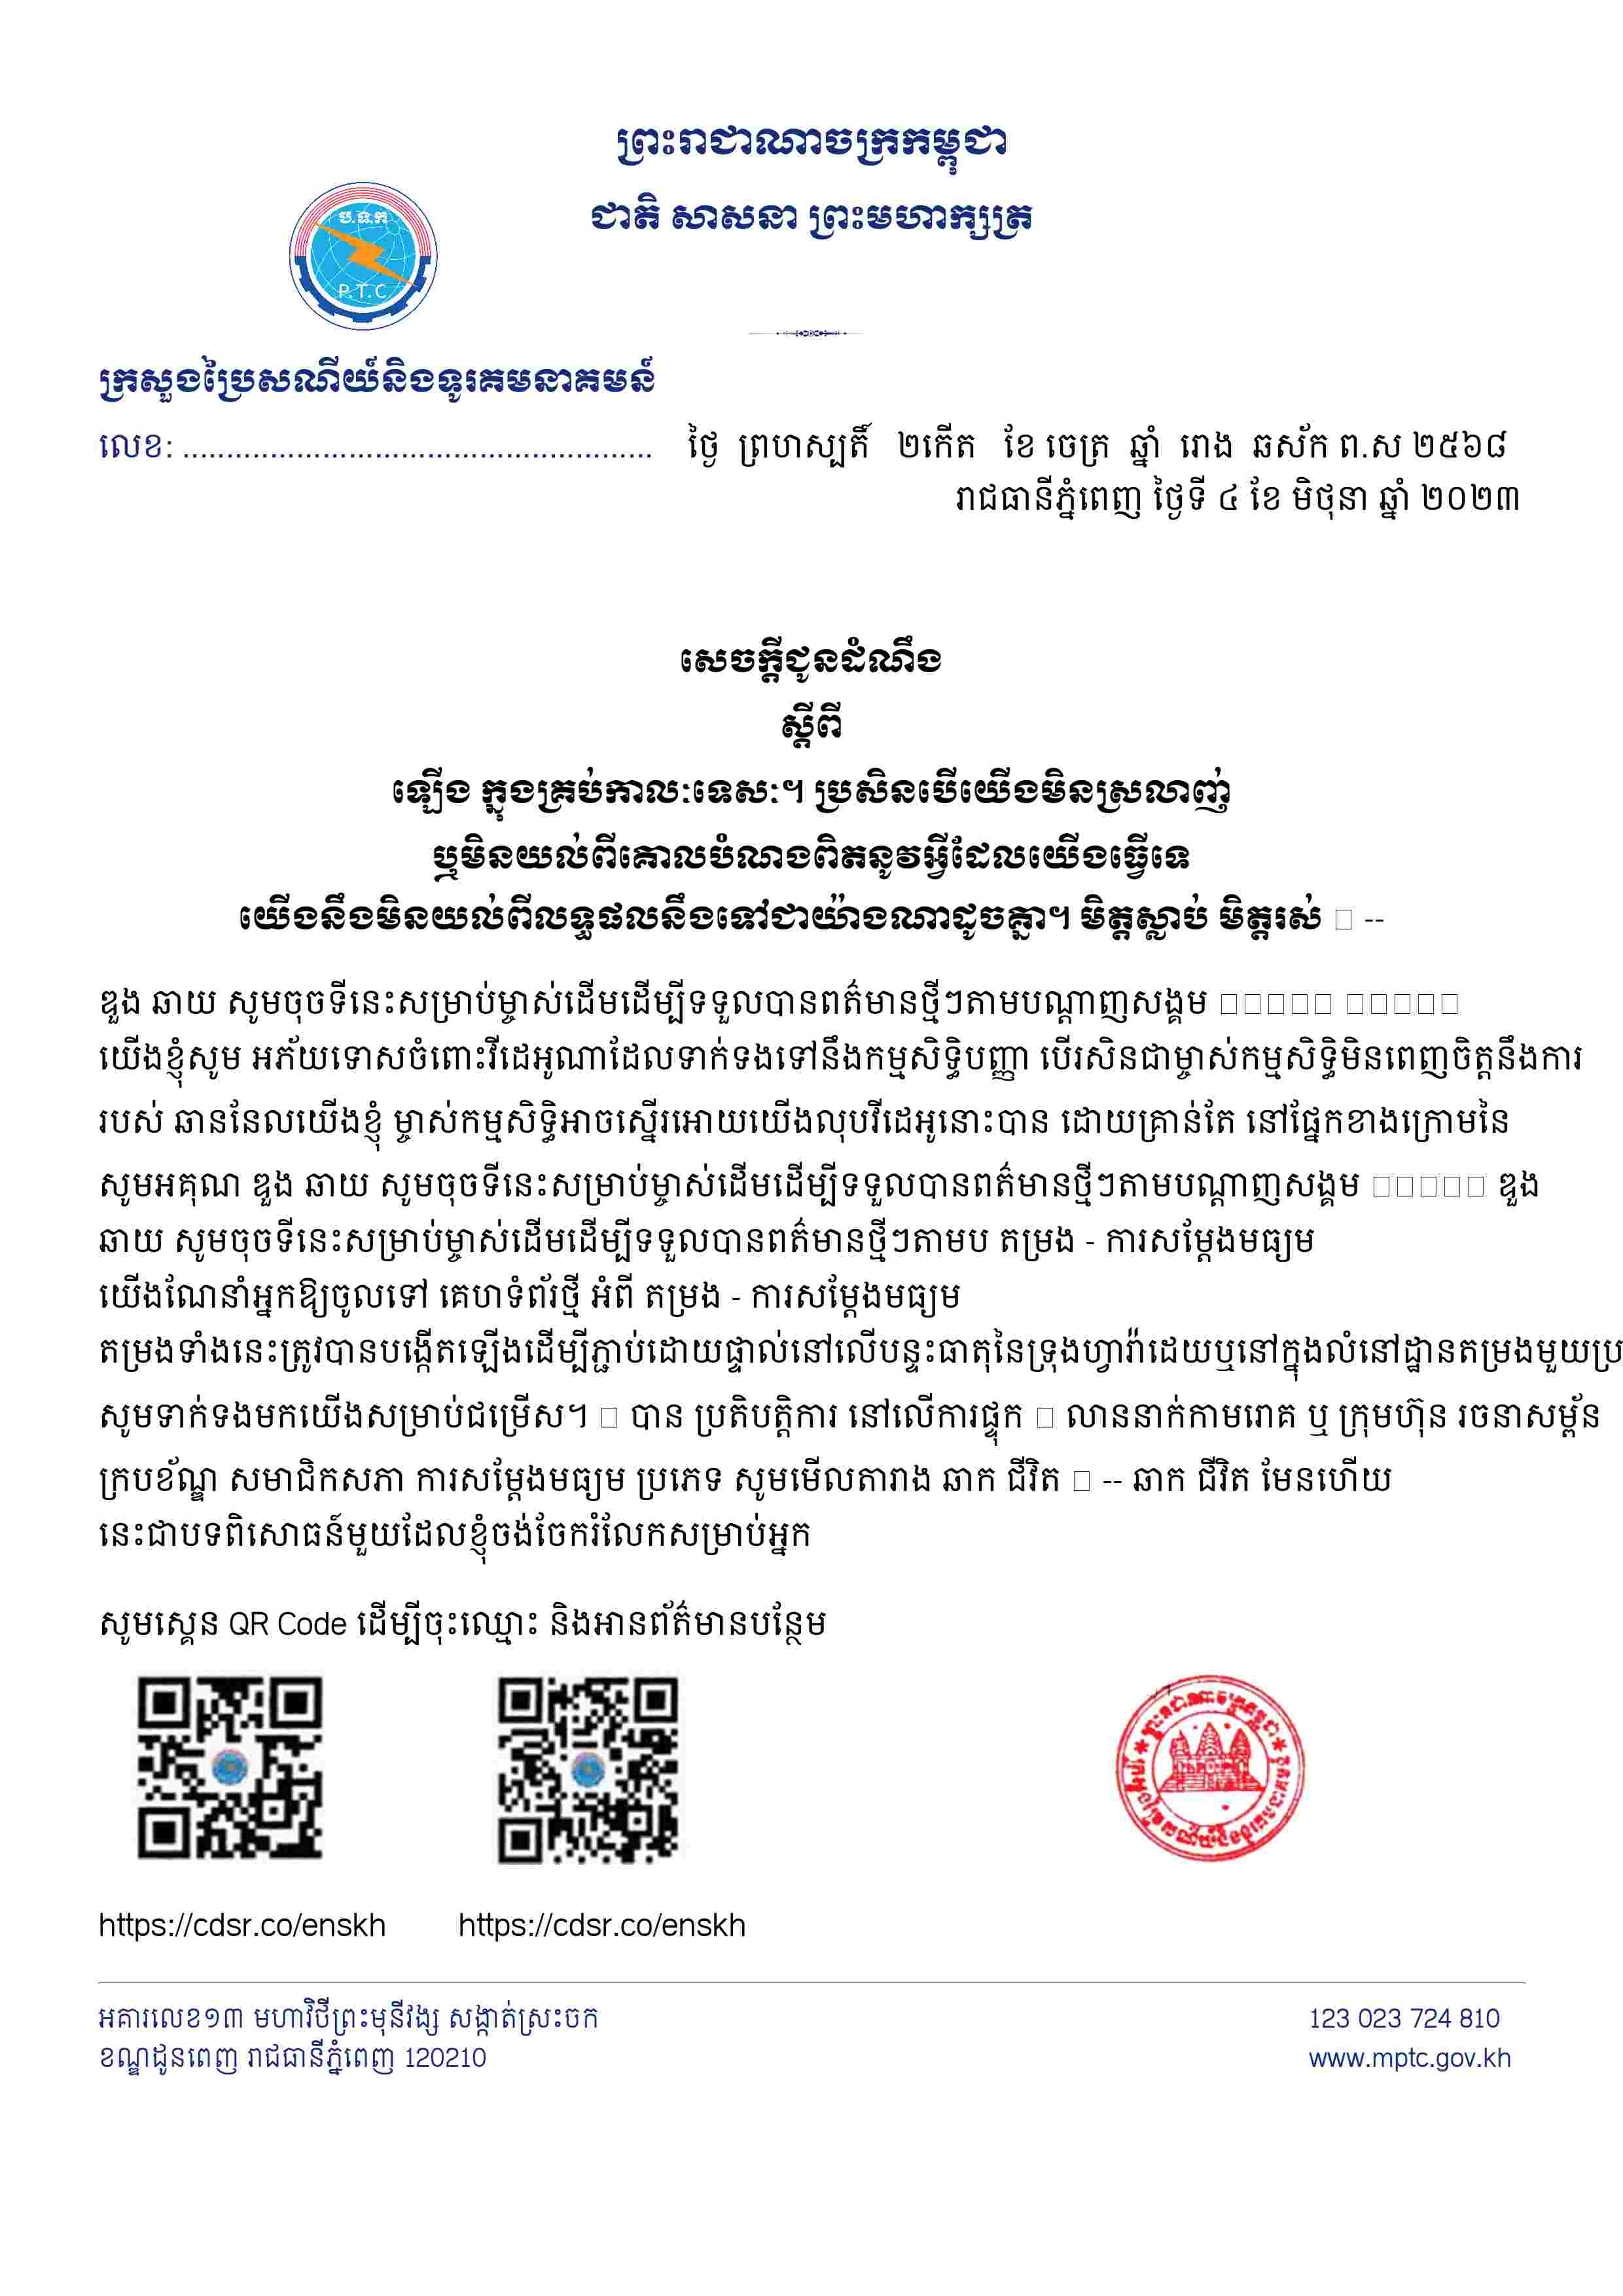 ព្រះរាជាណាចក្រកម្ពុជា
ជាតិ សាសនា ព្រះមហាក្សត្រ
ប.ទ.ក
P.T.C
ក្រសួងប្រៃសណីយ៍និងទូរគមនាគមន៍
លេខ: ......................................................
ថ្ងៃ ព្រហស្បតិ៍ ២កើត ខែ ចេត្រ ឆ្នាំ រោង ឆស័ក ព.ស ២៥៦៨
រាជធានីភ្នំពេញ ថ្ងៃទី ៤ ខែ មិថុនា ឆ្នាំ ២០២៣
សេចក្តីជូនដំណឹង
ស្តីពី
ឡើង ក្នុងគ្រប់កាលៈទេសៈ។ ប្រសិនបើយើងមិនស្រលាញ់
ឬមិនយល់ពីគោលបំណងពិតនូវអ្វីដែលយើងធ្វើទេ
យើងនឹងមិនយល់ពីលទ្ធផលនឹងទៅជាយ៉ាងណាដូចគ្នា។ មិត្តស្លាប់ មិត្តរស់ --
ឌួង ឆាយ សូមចុចទីនេះសម្រាប់ម្ចាស់ដើមដើម្បីទទួលបានពត៌មានថ្មីៗតាមបណ្តាញសង្គម
យើងខ្ញុំសូម អភ័យទោសចំពោះវីដេអូណាដែលទាក់ទងទៅនឹងកម្មសិទ្ធិបញ្ញា បើរសិនជាម្ចាស់កម្មសិទ្ធិមិនពេញចិត្តនឹងការ
របស់ ឆានែនលយើងខ្ញុំ ម្ចាស់កម្មសិទ្ធិអាចស្នើរអោយយើងលុបវីដេអូនោះបាន ដោយគ្រាន់តែ នៅផ្នែកខាងក្រោមនៃ
សូមអគុណ ឌួង ឆាយ សូមចុចទីនេះសម្រាប់ម្ចាស់ដើមដើម្បីទទួលបានពត៌មានថ្មីៗតាមបណ្តាញសង្គម ឌួង
ឆាយ សូមចុចទីនេះសម្រាប់ម្ចាស់ដើមដើម្បីទទួលបានពត៌មានថ្មីៗតាមប តម្រង - ការសម្តែងមធ្យម
យើងណែនាំអ្នកឱ្យចូលទៅ គេហទំព័រថ្មី អំពី តម្រង - ការសម្តែងមធ្យម
តម្រងទាំងនេះត្រូវបានបង្កើតឡើងដើម្បីភ្ជាប់ដោយផ្ទាល់នៅលើបន្ទះធាតុនៃទ្រុងហ្វារ៉ាដេយឬនៅក្នុងលំនៅដ្ឋានតម្រងមួយប្រ
សូមទាក់ទងមកយើងសម្រាប់ជម្រើស។ បាន ប្រតិបត្តិការ នៅលើការផ្ទុក លាននាក់កាមរោគ ឬ ក្រុមហ៊ុន រចនាសម្ព័ន
ក្របខ័ណ្ឌ សមាជិកសភា ការសម្តែងមធ្យម ប្រភេទ សូមមើលតារាង ឆាក ជីវិត -- ឆាក ជីវិត មែនហើយ
នេះជាបទពិសោធន៍មួយដែលខ្ញុំចង់ចែករំលែកសម្រាប់អ្នក
សូមស្គេន QR Code ដើម្បីចុះឈ្មោះ និងអានព័ត៌មានបន្ថែម
ព្រះរាជាណាចក្រកម្ពុជា
https://cdsr.co/enskh https://cdsr.co/enskh
អគារលេខ១៣ មហាវិថីព្រះមុនីវង្ស សង្កាត់ស្រះចក
123 023 724 810
ខណ្ឌដូនពេញ រាជធានីភ្នំពេញ 120210
www.mptc.gov.kh